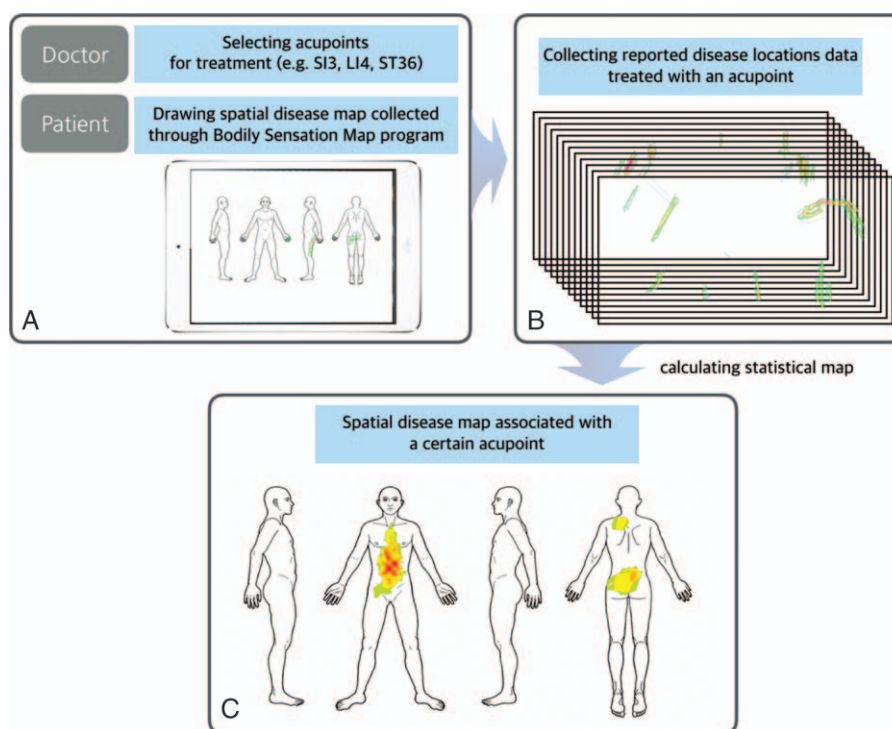 Doctor
Selecting acupoints
for treatment (e.g. SI3, LI4, ST36)
Patient
Drawing spatial disease map collected
through Bodily Sensation Map program
A
Collecting reported disease locations data
treated with an acupoint
B
calculating statistical map
Spatial disease map associated with
a certain acupoint
C